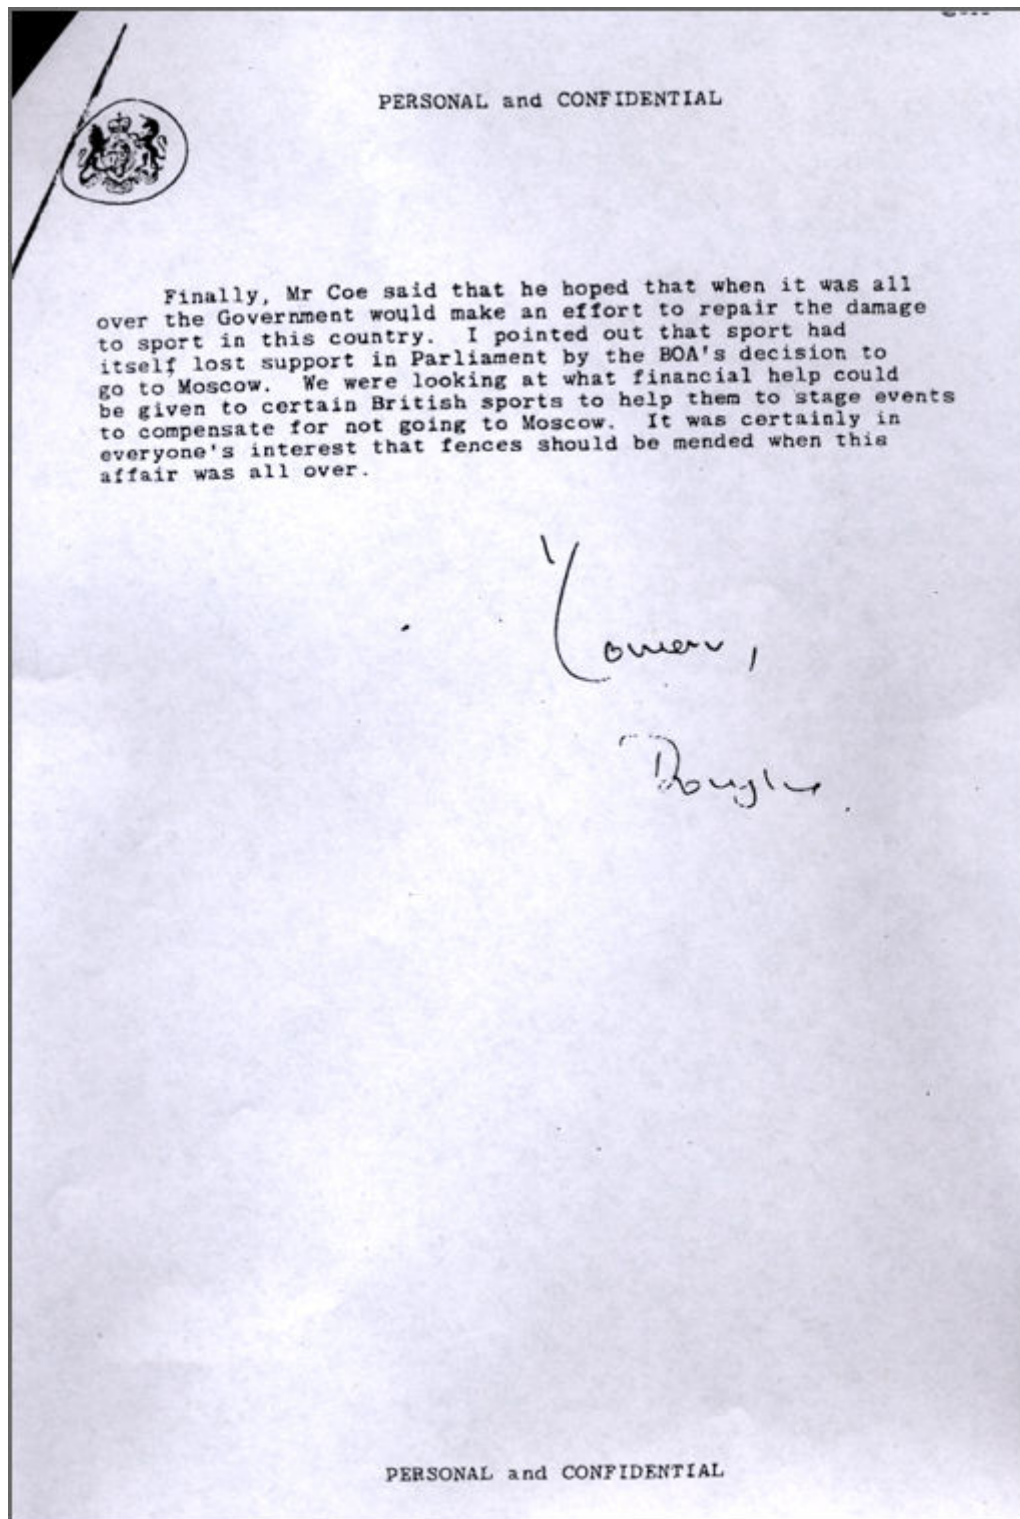 PERSONAL and CONFIDENTIAL
Finally, Mr Coe said that he hoped that when it was all
over the Government would make an effort to repair the damage
to sport in this country. I pointed out that sport had
itself lost support in Parliament by the BOA's decision to
go to Moscow. We were looking at what financial help could
be given to certain British sports to help them to stage events
to compensate for not going to Moscow. It was certainly in
everyone's interest that fences should be mended when this
affair was all over.
Douglas
PERSONAL and CONFIDENTIAL